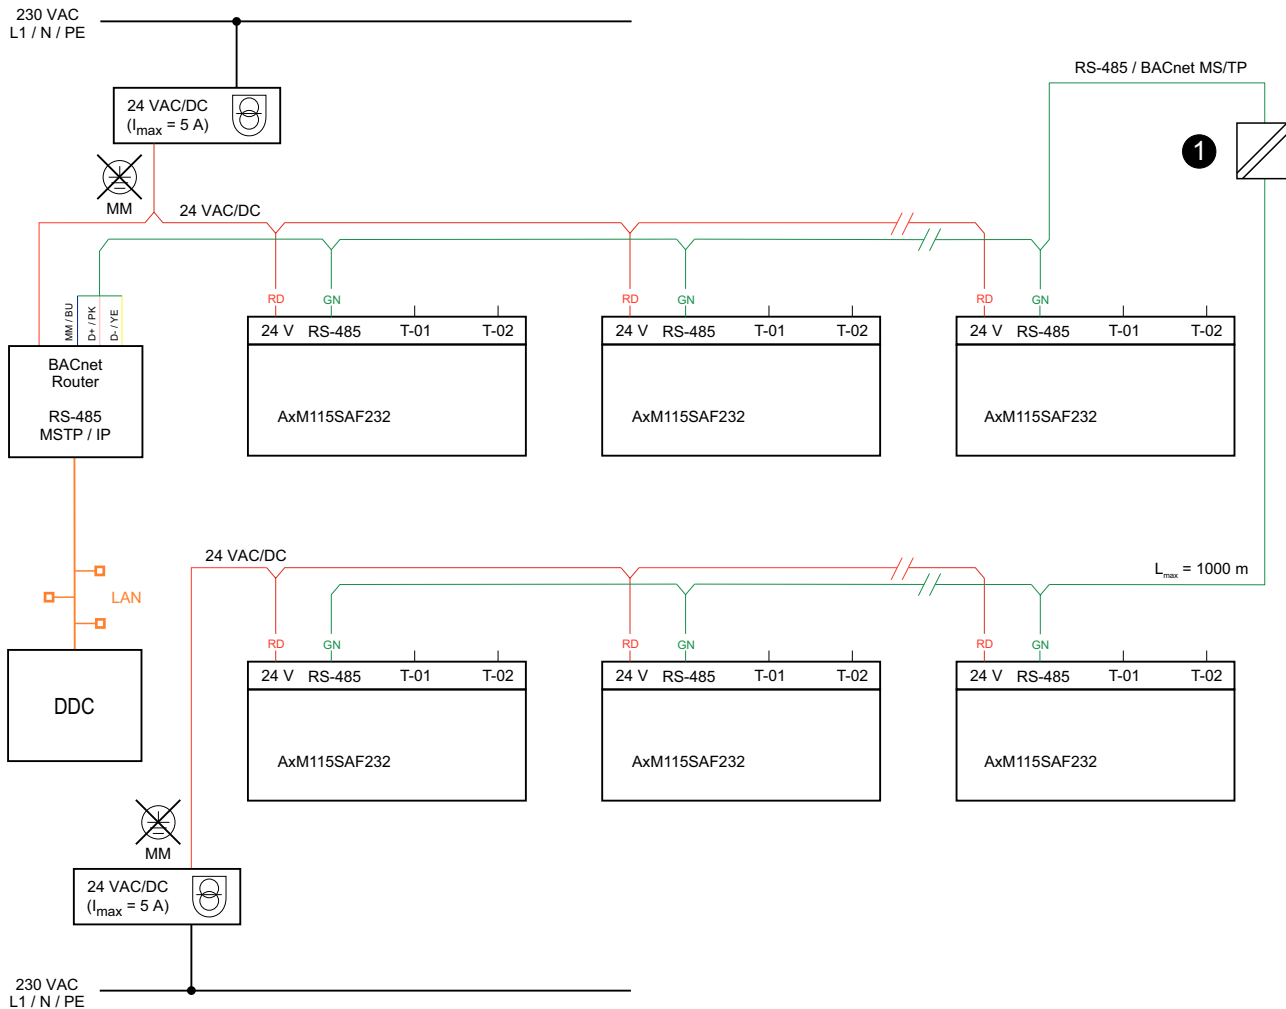 230 VAC
L1 / N / PE
24 VAC/DC
(Imax = 5 A)
MM
24 VAC/DC
RS-485 / BACnet MS/TP
1
MM / BU
D+ / PK
D- / YE
RD
GN
RD
GN
RD
GN
24 V RS-485 T-01 T-02
24 V RS-485 T-01 T-02
24 V RS-485 T-01 T-02
BACnet
Router
RS-485
MSTP / IP
AxM115SAF232
AxM115SAF232
AxM115SAF232
24 VAC/DC
Lmax = 1000 m
LAN
RD
GN
RD
GN
RD
GN
24 V RS-485 T-01 T-02
24 V RS-485 T-01 T-02
24 V RS-485 T-01 T-02
DDC
AxM115SAF232
AxM115SAF232
AxM115SAF232
MM
24 VAC/DC
(Imax = 5 A)
230 VAC
L1 / N / PE